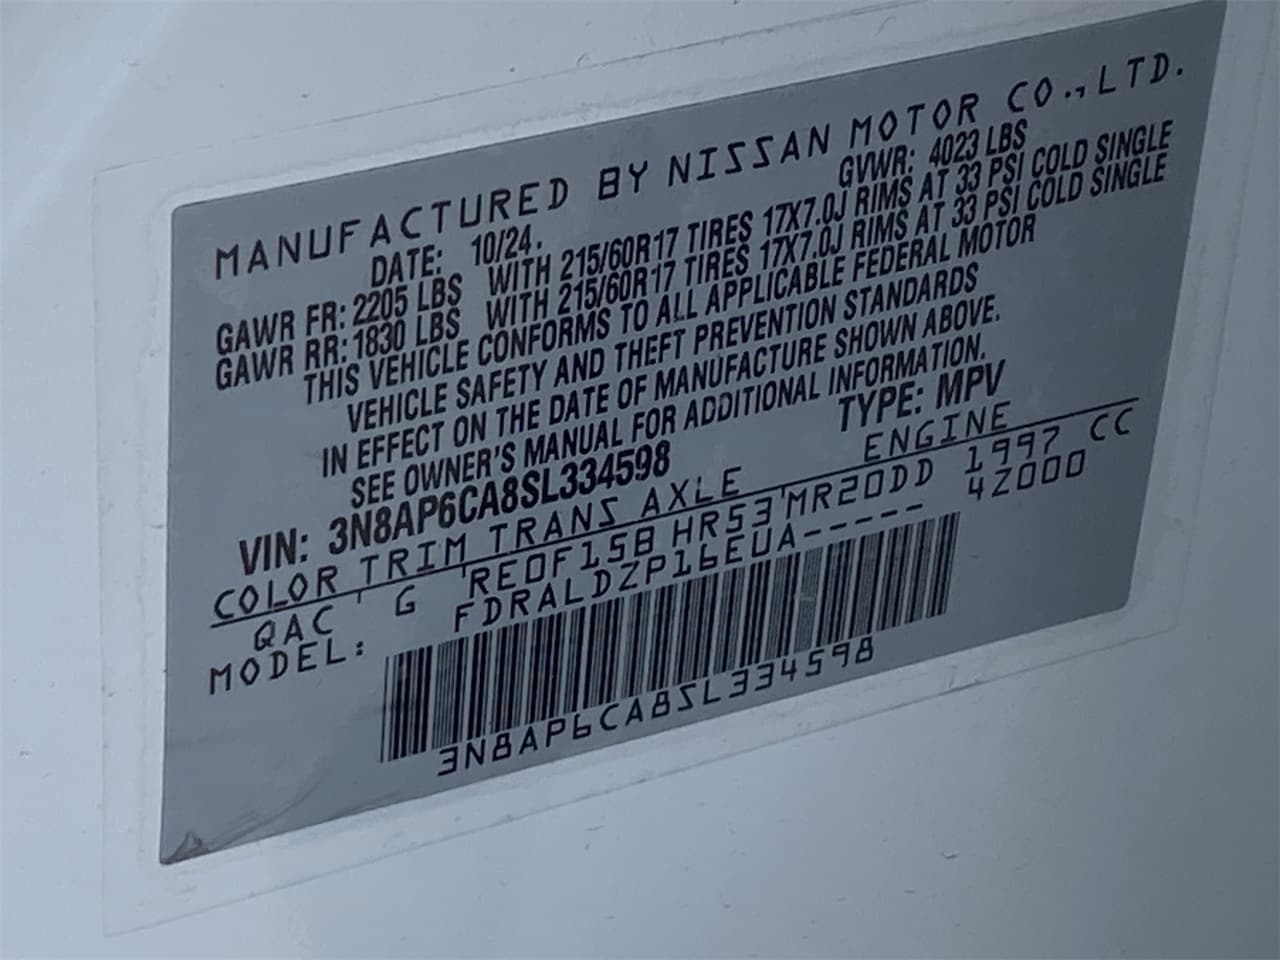 MANUFACTURED BY NISSAN MOTOR CO.,LTD.
DATE: 10/24. GVWR: 4023 LBS
GAWR FR: 2205 LBS WITH 215/60R17 TIRES 17X7.0J RIMS AT 33 PSI COLD SINGLE
GAWR RR: 1830 LBS WITH 215/60R17 TIRES 17X7.0J RIMS AT 33 PSI COLD SINGLE
THIS VEHICLE CONFORMS TO ALL APPLICABLE FEDERAL MOTOR
VEHICLE SAFETY AND THEFT PREVENTION STANDARDS
IN EFFECT ON THE DATE OF MANUFACTURE SHOWN ABOVE.
SEE OWNER'S MANUAL FOR ADDITIONAL INFORMATION.
VIN: 3N8AP6CA8SL334598 TYPE: MPV
COLOR TRIM TRANS AXLE ENGINE
QAC ' G 'RE0F15B HR53'MR20DD 1997 CC
MODEL: FDRALDZP16EUA----- 4Z000
3N8AP6CA8SL334598